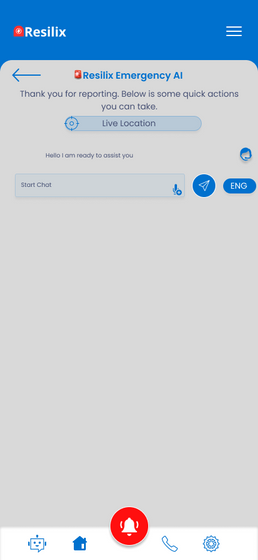 Resilix
Resilix Emergency AI
Thank you for reporting. Below is some quick actions
you can take.
Live Location
Hello I am ready to assist you
Start Chat
ENG